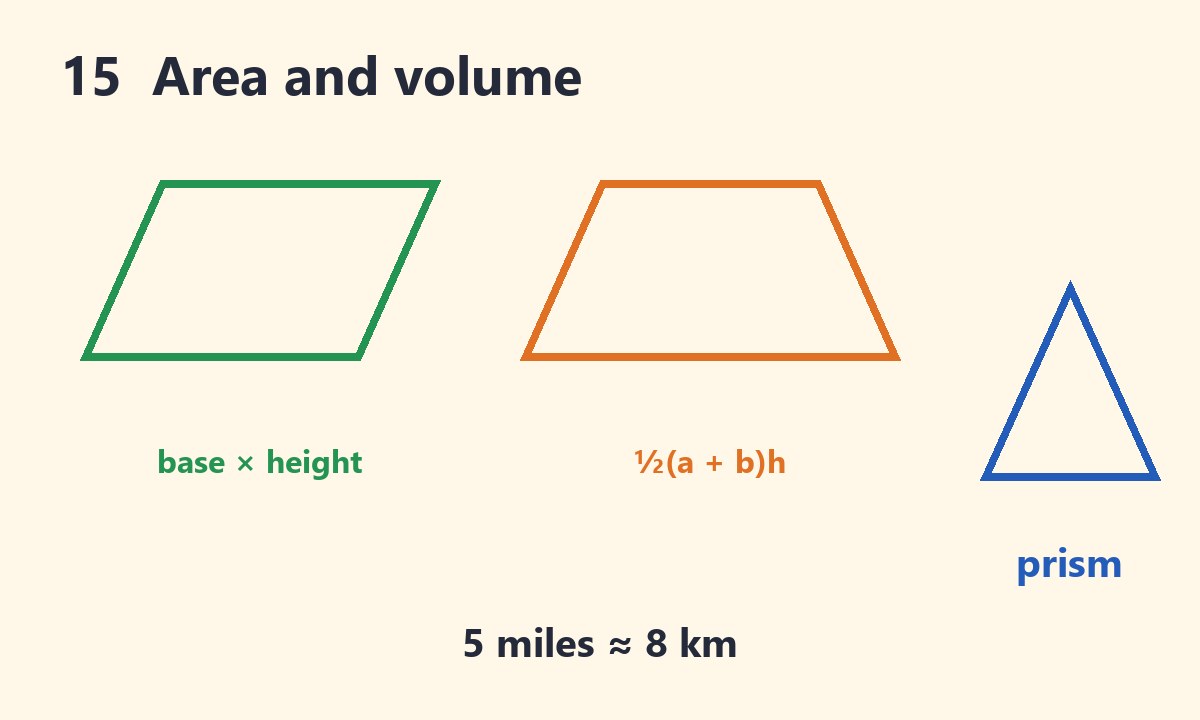 15 Area and volume
base × height
½(a + b)h
prism
5 miles ≈ 8 km